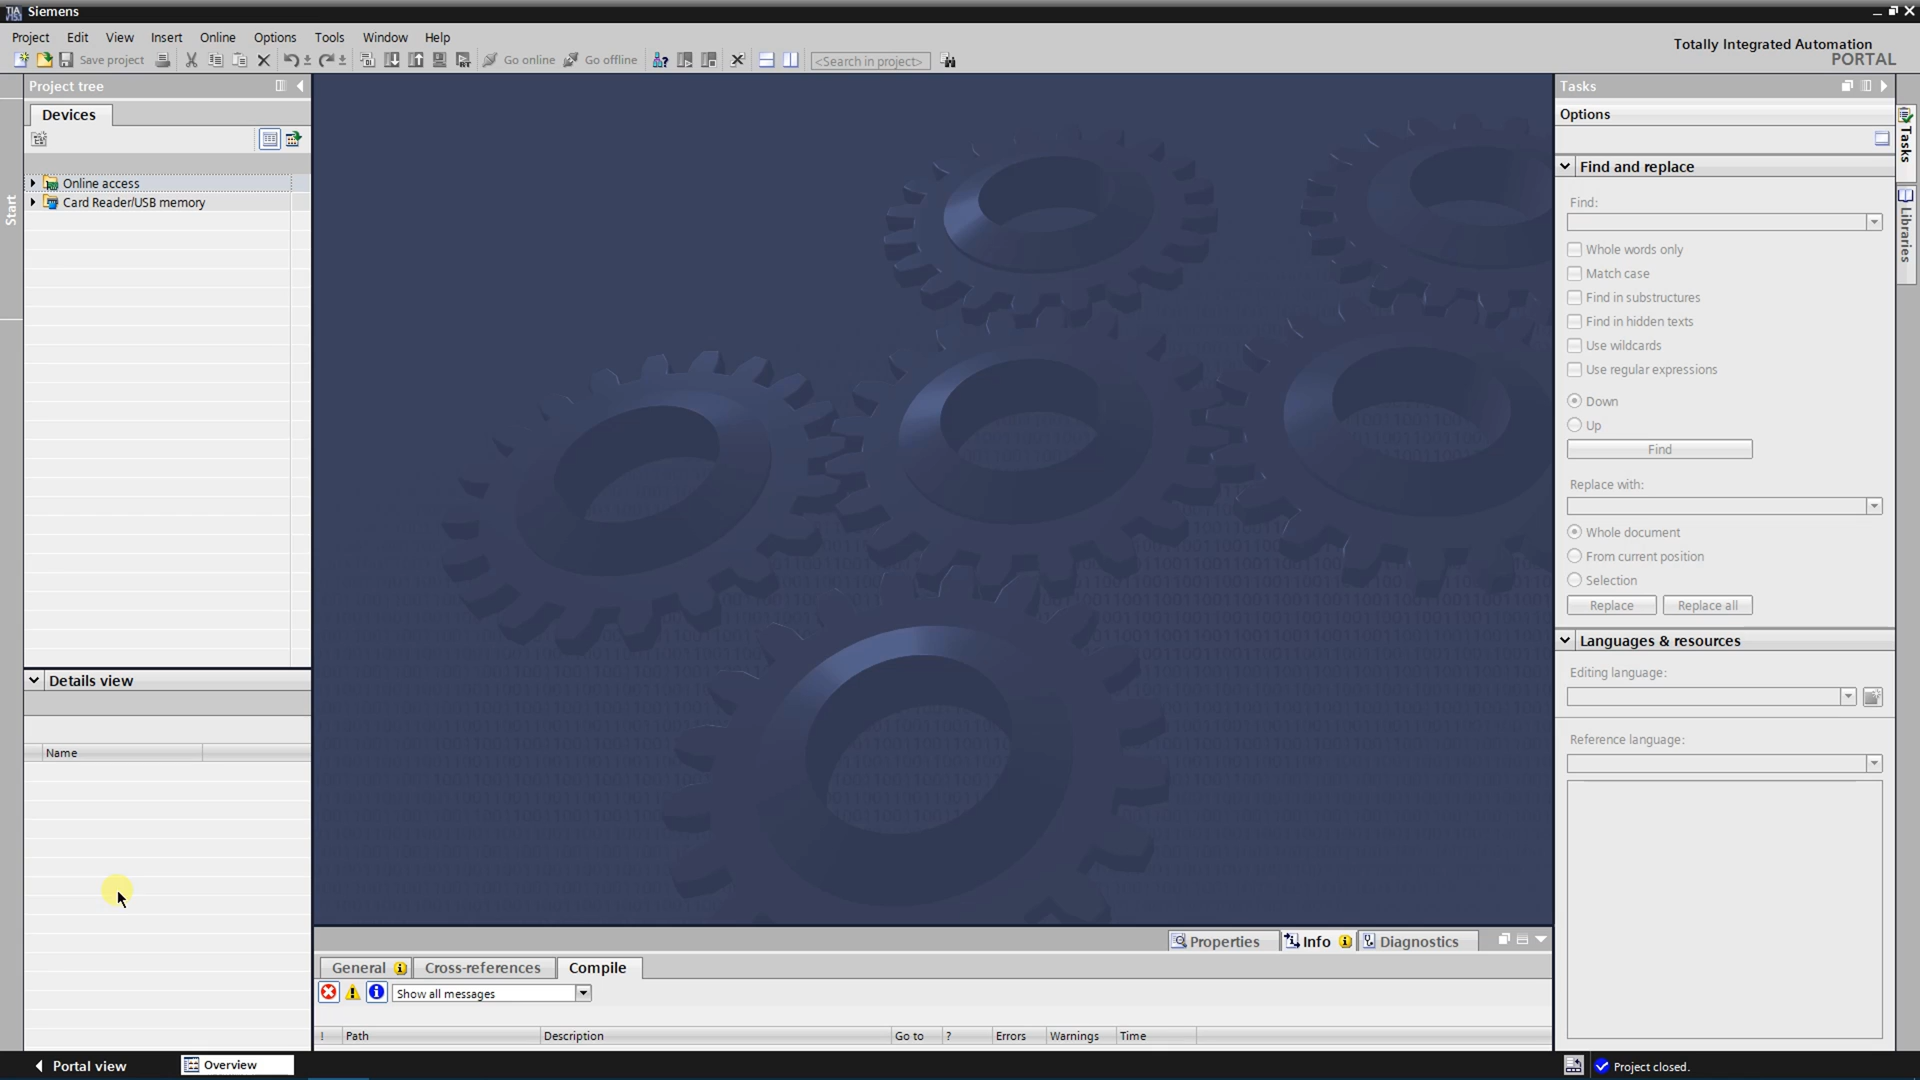 Siemens
Project Edit View Insert Online Options Tools Window Help
Totally Integrated Automation
PORTAL
Save project
Go online
Go offline
<Search in project>
Project tree
Devices
Start
Online access
Card Reader/USB memory
Details view
Name
Tasks
Options
Find and replace
Find:
Whole words only
Match case
Find in substructures
Find in hidden texts
Use wildcards
Use regular expressions
Down
Up
Find
Replace with:
Whole document
From current position
Selection
Replace
Replace all
Languages & resources
Editing language:
Reference language:
Tasks
Libraries
Properties
Info
Diagnostics
General
Cross-references
Compile
Show all messages
! Path Description Go to ? Errors Warnings Time
Portal view
Overview
Project closed.